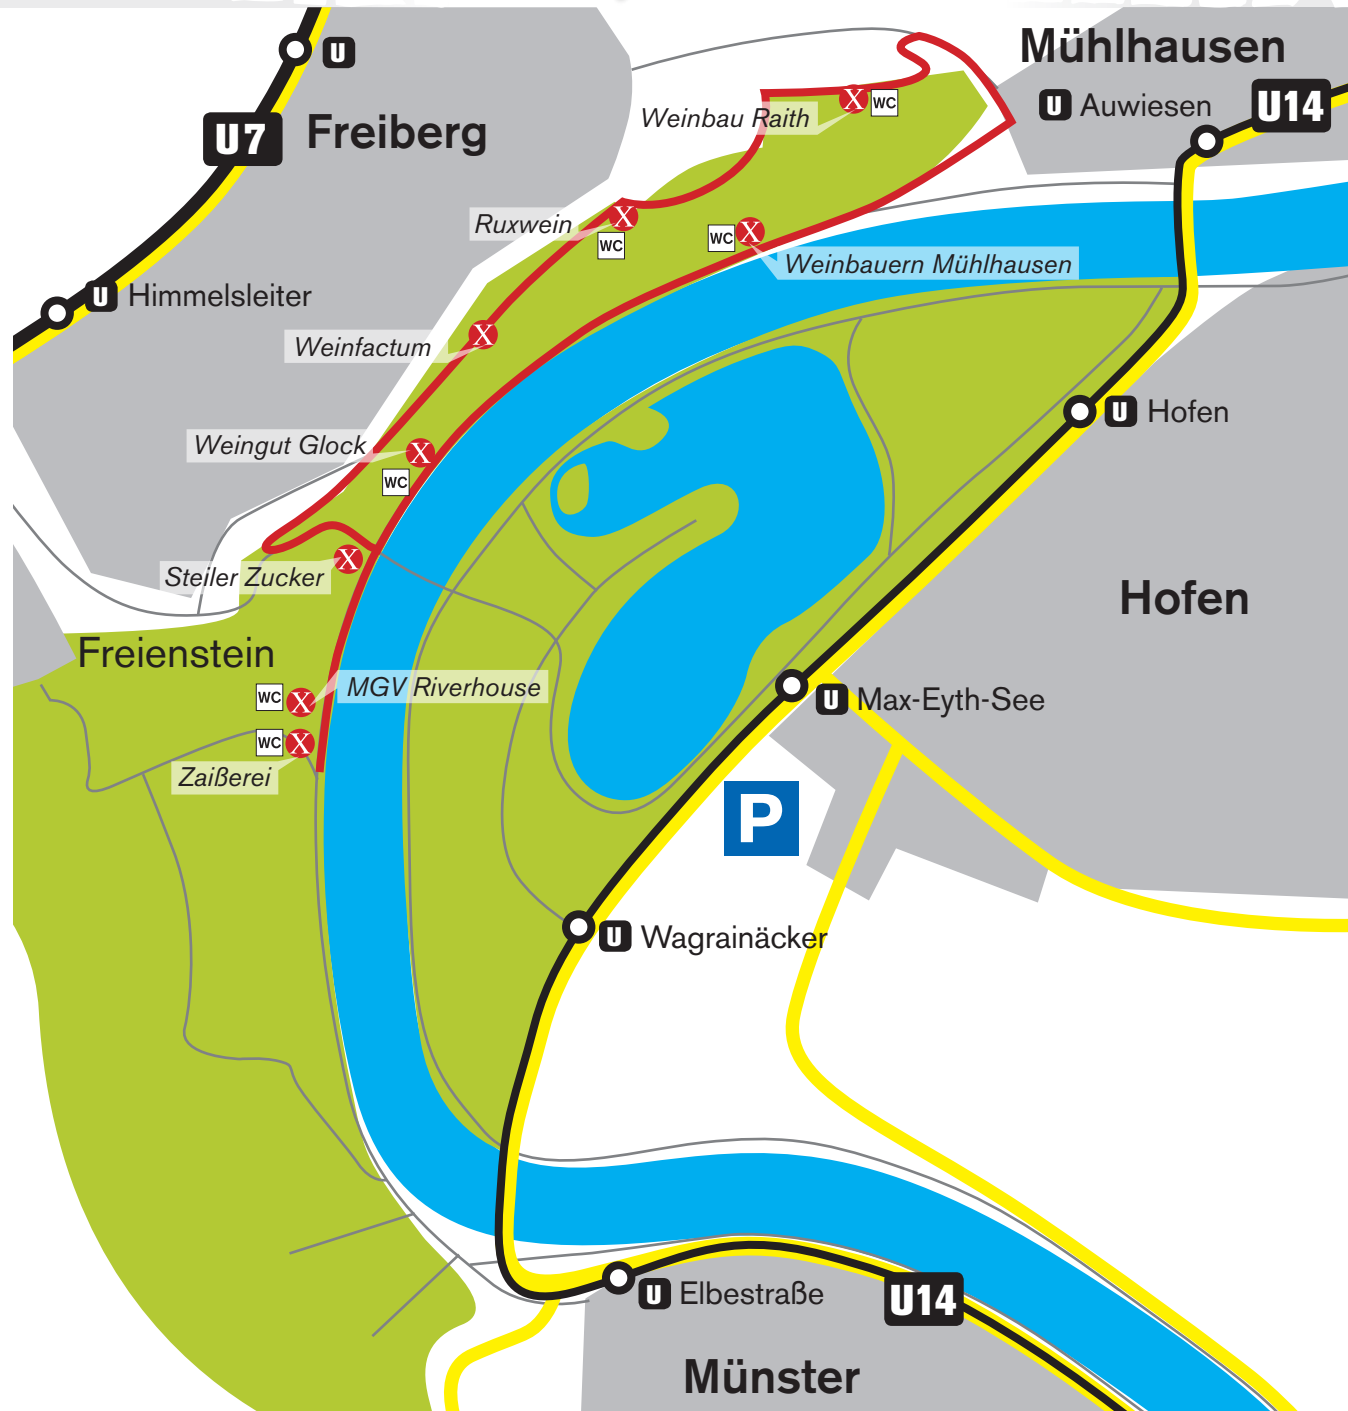 Mühlhausen
U
U Auwiesen
U14
U7
Freiberg
Weinbau Raith
X
WC
Ruxwein
X
WC
WC
X
Weinbauern Mühlhausen
U Himmelsleiter
Weinfactum
X
U Hofen
Weingut Glock
X
WC
Steiler Zucker
X
Hofen
Freienstein
WC
X
MGV Riverhouse
U Max-Eyth-See
WC
X
Zaißerei
P
U Wagrainäcker
U Elbestraße
U14
Münster